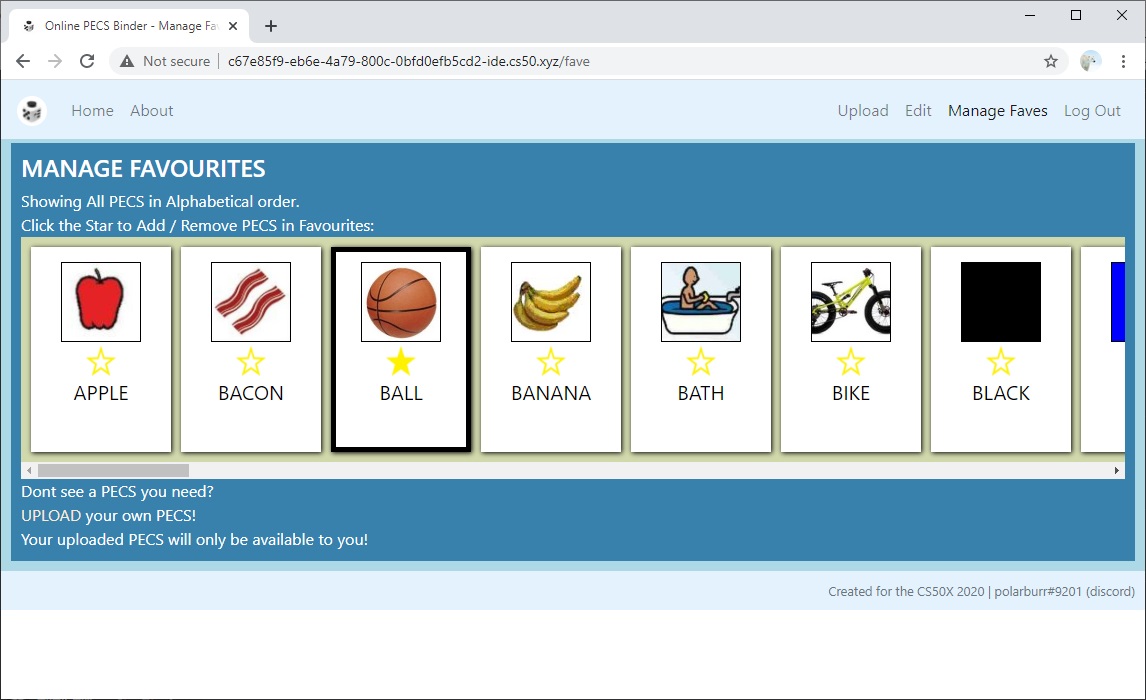 Online PECS Binder - Manage Fav
Not secure | c67e85f9-eb6e-4a79-800c-0bfd0efb5cd2-ide.cs50.xyz/fave
Home About Upload Edit Manage Faves Log Out
MANAGE FAVOURITES
Showing All PECS in Alphabetical order.
Click the Star to Add / Remove PECS in Favourites:
APPLE BACON BALL BANANA BATH BIKE BLACK
Dont see a PECS you need?
UPLOAD your own PECS!
Your uploaded PECS will only be available to you!
Created for the CS50X 2020 | polarburr#9201 (discord)